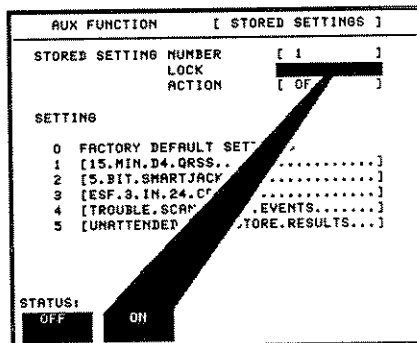 AUX FUNCTION [ STORED SETTINGS ]
STORED SETTING NUMBER [ 1 ]
LOCK
ACTION [ OF ]
SETTING
0 FACTORY DEFAULT
1 [15.MIN.D4.QRSS.. .............]
2 [5.BIT.SMARTJACK ............]
3 [ESF.3.IN.24. ...........]
4 [TROUBLE.SCAN .EVENTS.......]
5 [UNATTENDED TORE.RESULTS...]
STATUS:
OFF ON